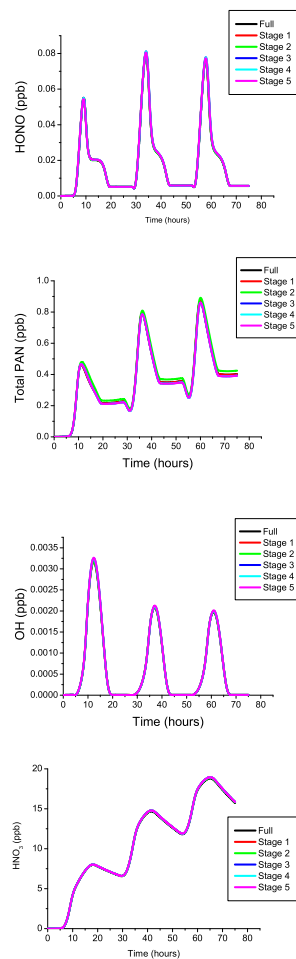 Full
Stage 1
Stage 2
Stage 3
Stage 4
Stage 5
HONO (ppb)
0.08
0.06
0.04
0.02
0.00
0 10 20 30 40 50 60 70 80
Time (hours)
Full
Stage 1
Stage 2
Stage 3
Stage 4
Stage 5
Total PAN (ppb)
1.0
0.8
0.6
0.4
0.2
0.0
0 10 20 30 40 50 60 70 80
Time (hours)
Full
Stage 1
Stage 2
Stage 3
Stage 4
Stage 5
OH (ppb)
0.0035
0.0030
0.0025
0.0020
0.0015
0.0010
0.0005
0.0000
0 10 20 30 40 50 60 70 80
Time (hours)
HNO3 (ppb)
20
15
10
5
0
Full
Stage 1
Stage 2
Stage 3
Stage 4
Stage 5
0 10 20 30 40 50 60 70 80
Time (hours)